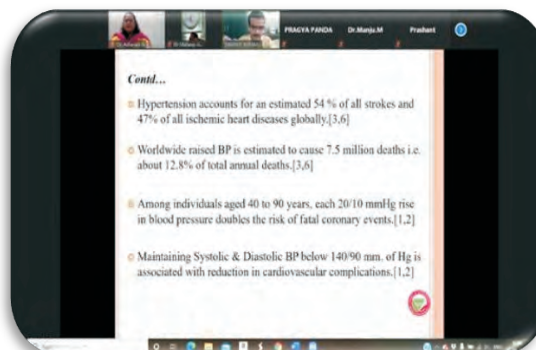 PRAGYA PANDA Dr.Manju.M Prashant
Contd...
Hypertension accounts for an estimated 54 % of all strokes and
47% of all ischemic heart diseases globally.[3,6]
Worldwide raised BP is estimated to cause 7.5 million deaths i.e.
about 12.8% of total annual deaths.[3,6]
Among individuals aged 40 to 90 years, each 20/10 mmHg rise
in blood pressure doubles the risk of fatal coronary events.[1,2]
Maintaining Systolic & Diastolic BP below 140/90 mm. of Hg is
associated with reduction in cardiovascular complications.[1,2]